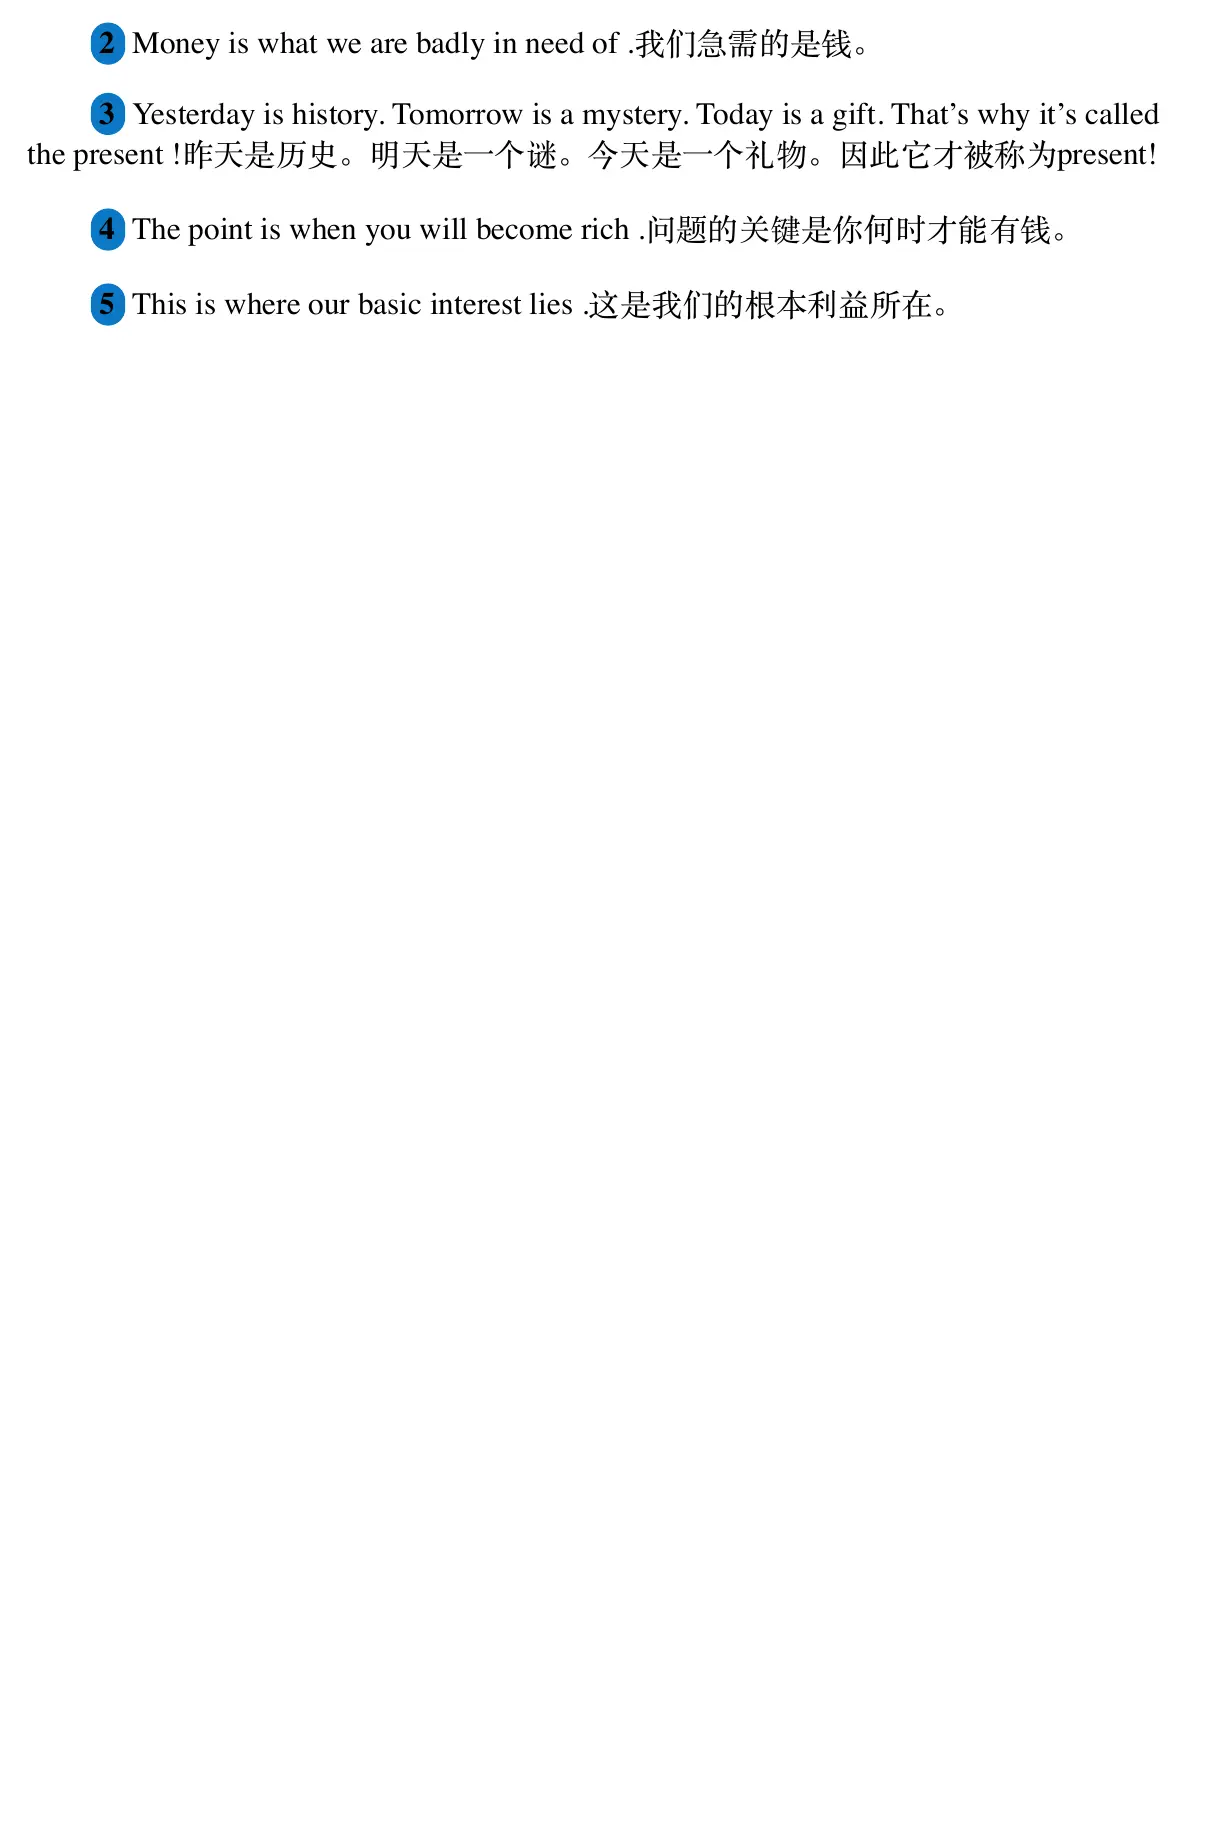 2 Money is what we are badly in need of .我们急需的是钱。
3 Yesterday is history. Tomorrow is a mystery. Today is a gift. That’s why it’s called
the present !昨天是历史。明天是一个谜。今天是一个礼物。因此它才被称为present!
4 The point is when you will become rich .问题的关键是你何时才能有钱。
5 This is where our basic interest lies .这是我们的根本利益所在。